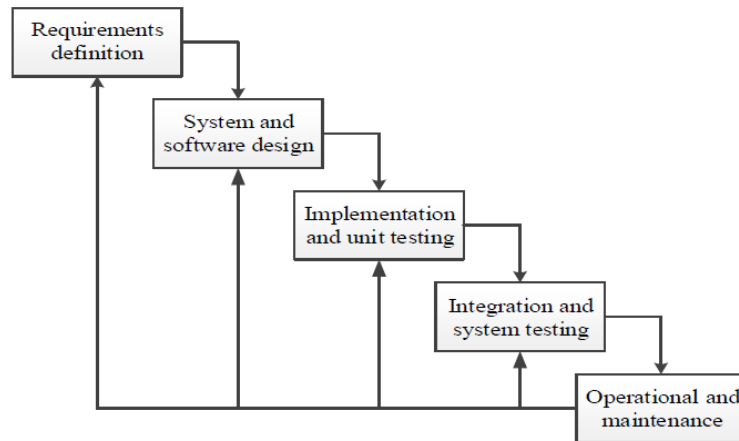 Requirements
definition
System and
software design
Implementation
and unit testing
Integration and
system testing
Operational and
maintenance